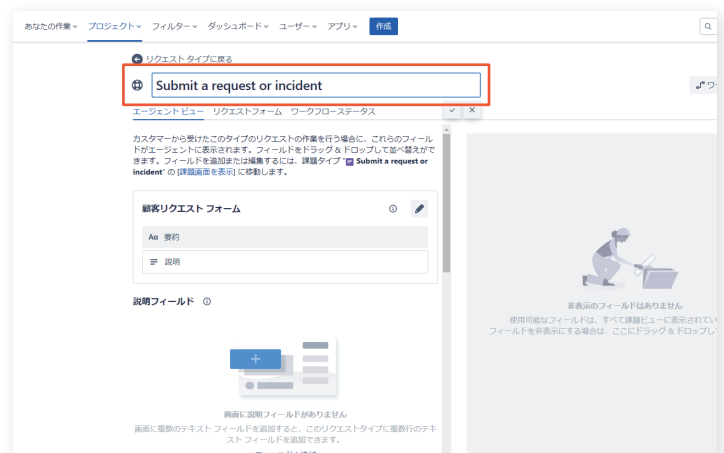 あなたの作業 プロジェクト フィルター ダッシュボード ユーザー アプリ 作成
リクエスト タイプに戻る
Submit a request or incident
エージェント ビュー リクエストフォーム ワークフローステータス
カスタマーから受けたこのタイプのリクエストの作業を行う場合に、これらのフィール
ドがエージェントに表示されます。フィールドをドラッグ & ドロップして並べ替えがで
きます。フィールドを追加または編集するには、課題タイプ "Submit a request or
incident" の [課題画面を表示] に移動します。
顧客リクエスト フォーム
Aa 要約
説明
説明フィールド
画面に説明フィールドがありません
画面に複数のテキスト フィールドを追加すると、このリクエストタイプに複数行のテキ
スト フィールドを追加できます。
非表示のフィールドはありません
使用可能なフィールドは、すべて課題ビューに表示されてい
フィールドを非表示にする場合は、ここにドラッグ & ドロップし